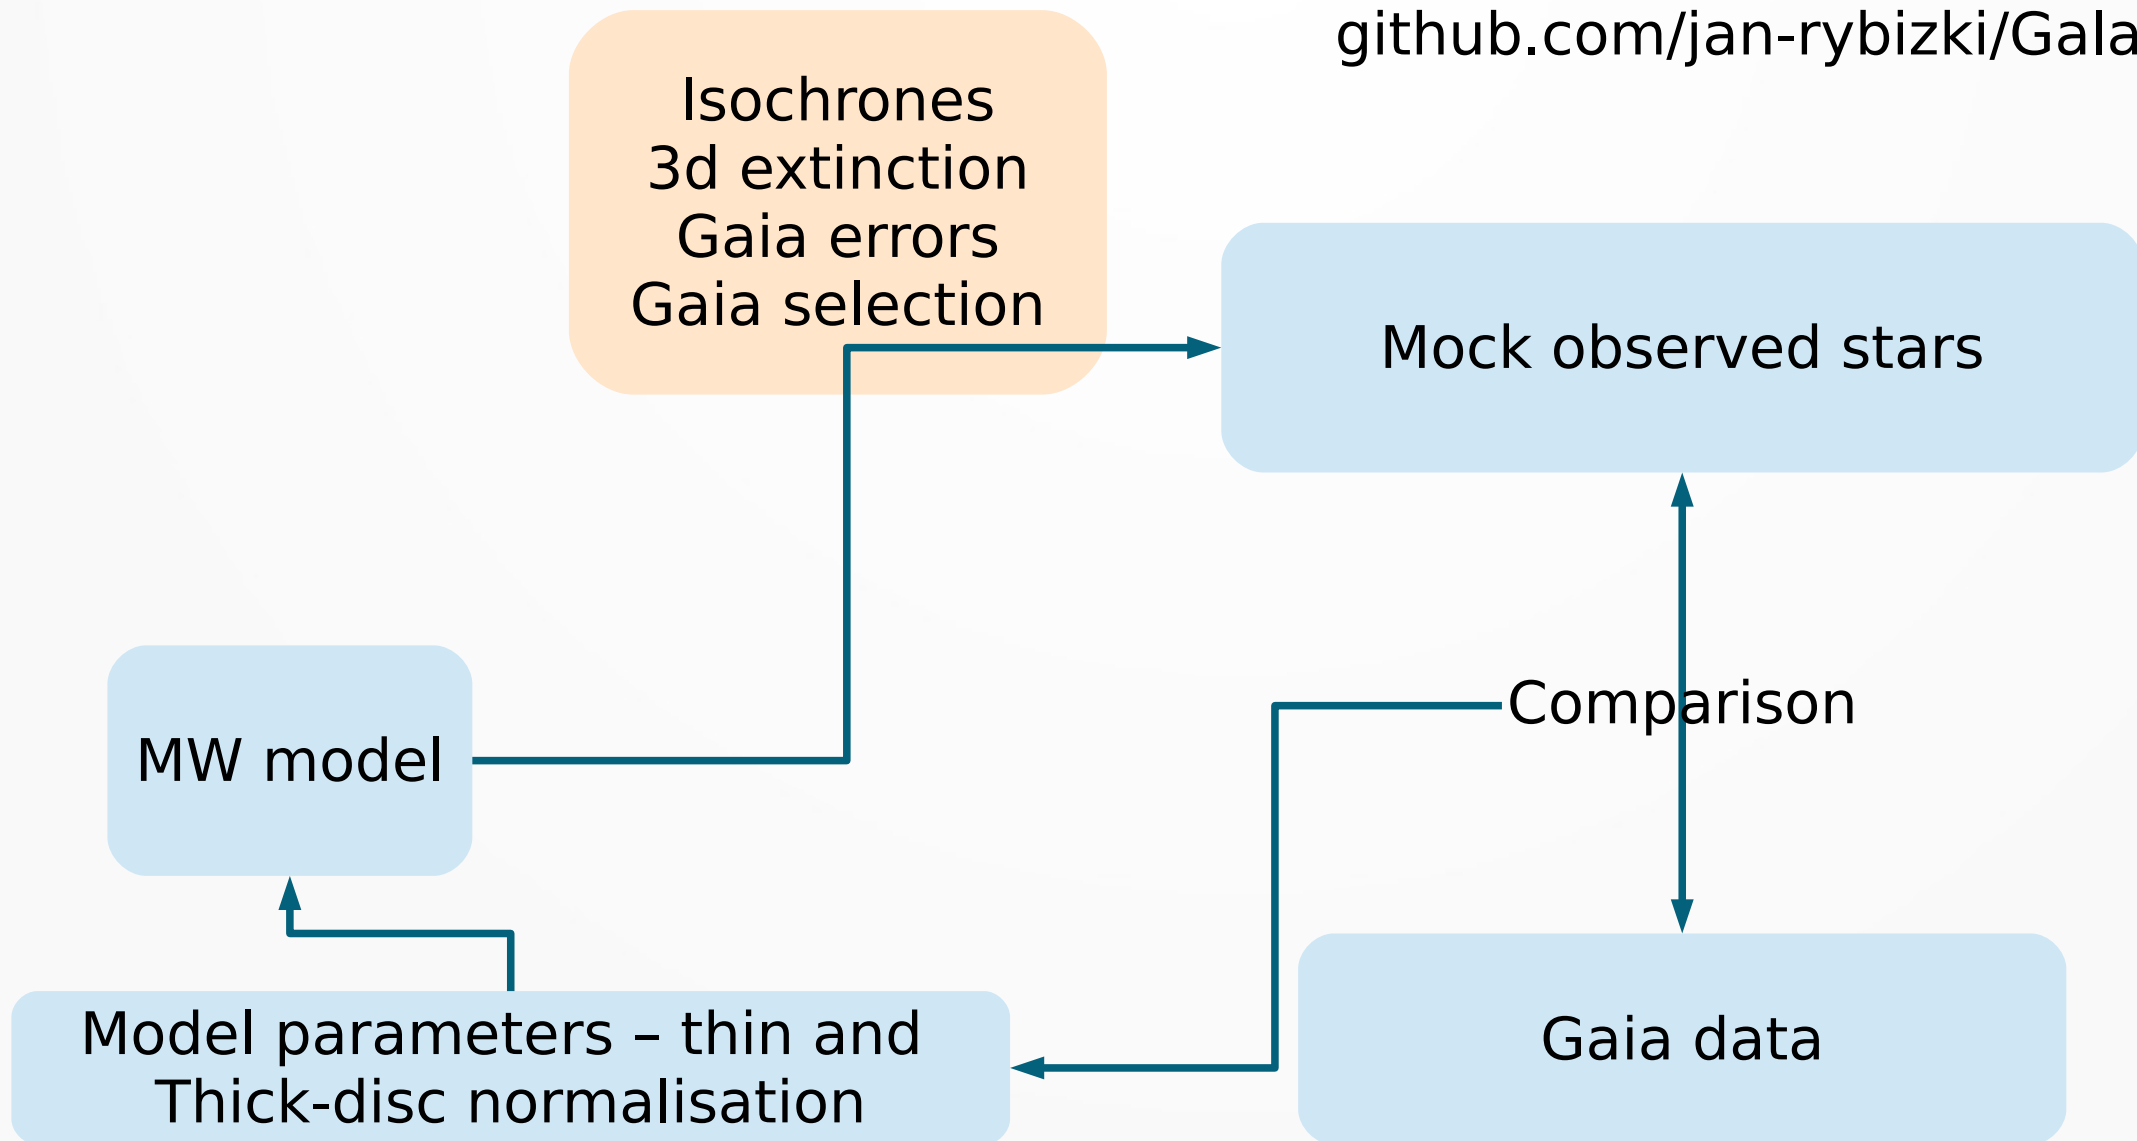 github.com/jan-rybizki/Gala
Isochrones
3d extinction
Gaia errors
Gaia selection
Mock observed stars
MW model
Comparison
Model parameters – thin and
Thick-disc normalisation
Gaia data